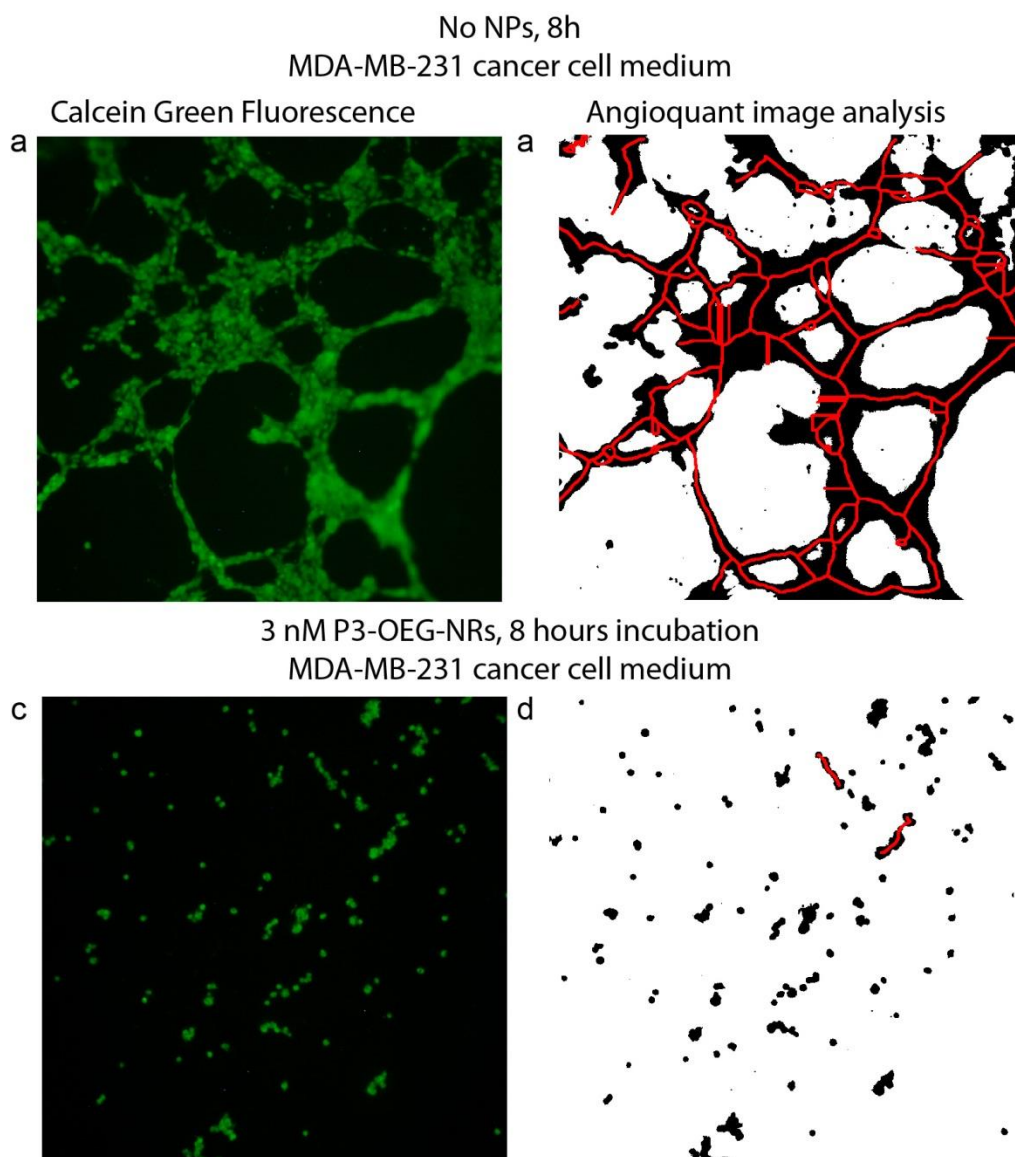 No NPs, 8h
MDA-MB-231 cancer cell medium
Calcein Green Fluorescence
Angioquant image analysis
a
a
3 nM P3-OEG-NRs, 8 hours incubation
MDA-MB-231 cancer cell medium
c
d